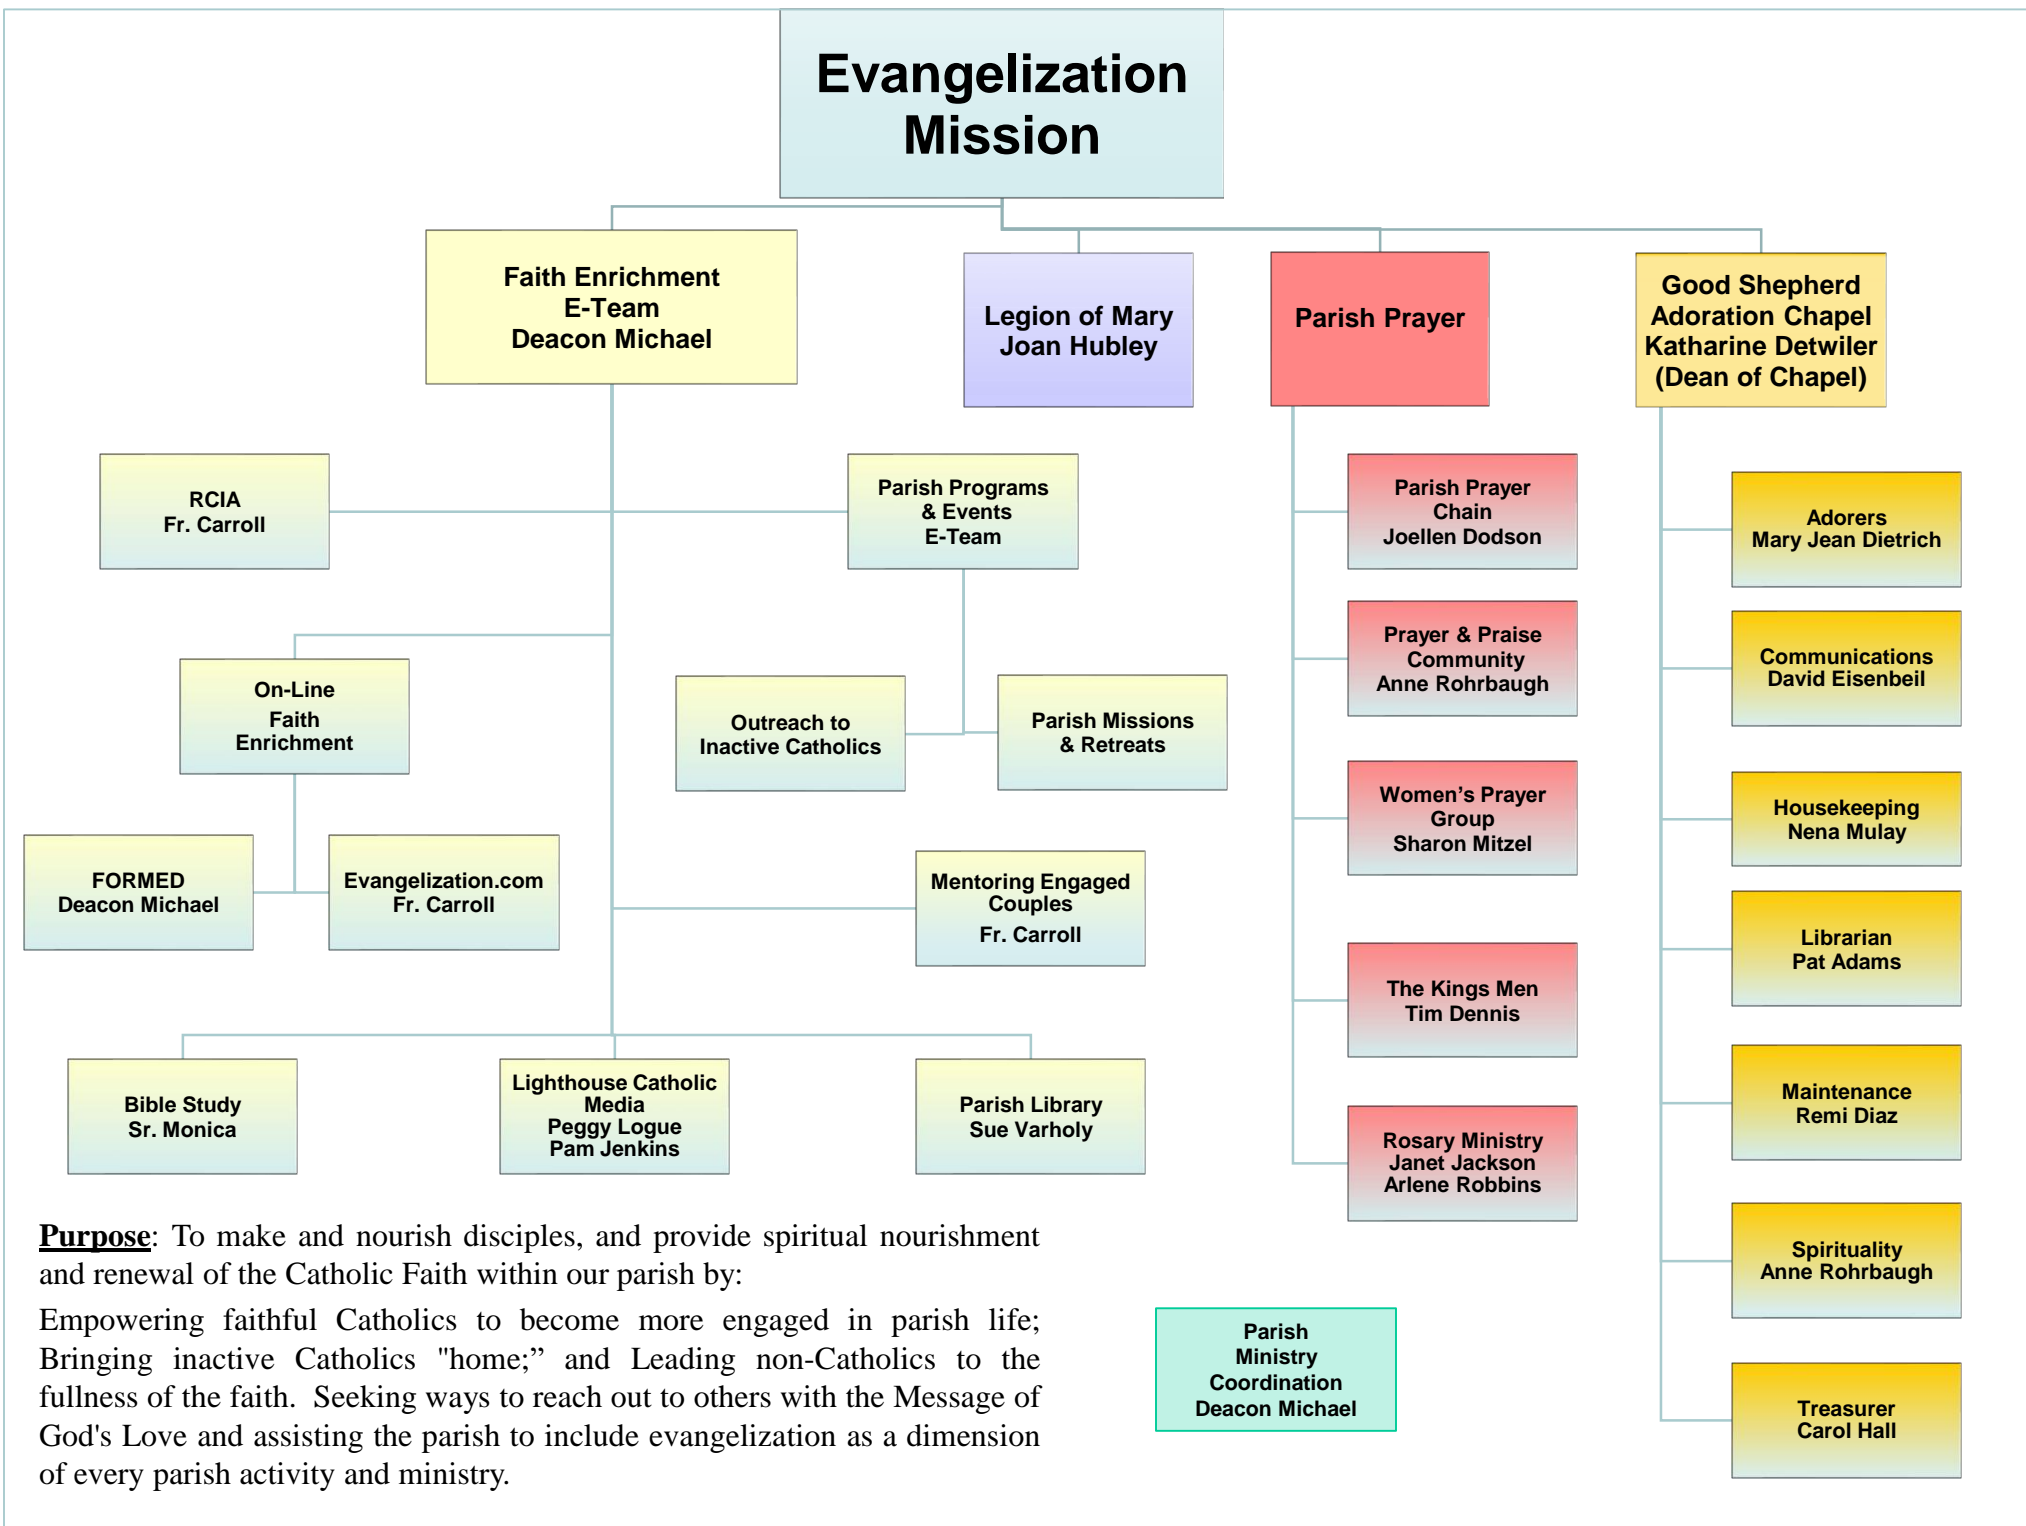 Evangelization
Mission
Faith Enrichment
E-Team
Deacon Michael
Legion of Mary
Joan Hubley
Parish Prayer
Good Shepherd
Adoration Chapel
Katharine Detwiler
(Dean of Chapel)
RCIA
Fr. Carroll
Parish Programs
& Events
E-Team
On-Line
Faith
Enrichment
Outreach to
Inactive Catholics
Parish Missions
& Retreats
FORMED
Deacon Michael
Evangelization.com
Fr. Carroll
Mentoring Engaged
Couples
Fr. Carroll
Bible Study
Sr. Monica
Lighthouse Catholic
Media
Peggy Logue
Pam Jenkins
Parish Library
Sue Varholy
Parish Prayer
Chain
Joellen Dodson
Prayer & Praise
Community
Anne Rohrbaugh
Women’s Prayer
Group
Sharon Mitzel
The Kings Men
Tim Dennis
Rosary Ministry
Janet Jackson
Arlene Robbins
Adorers
Mary Jean Dietrich
Communications
David Eisenbeil
Housekeeping
Nena Mulay
Librarian
Pat Adams
Maintenance
Remi Diaz
Spirituality
Anne Rohrbaugh
Treasurer
Carol Hall
Purpose: To make and nourish disciples, and provide spiritual nourishment
and renewal of the Catholic Faith within our parish by:
Empowering faithful Catholics to become more engaged in parish life;
Bringing inactive Catholics "home;” and Leading non-Catholics to the
fullness of the faith. Seeking ways to reach out to others with the Message of
God's Love and assisting the parish to include evangelization as a dimension
of every parish activity and ministry.
Parish
Ministry
Coordination
Deacon Michael